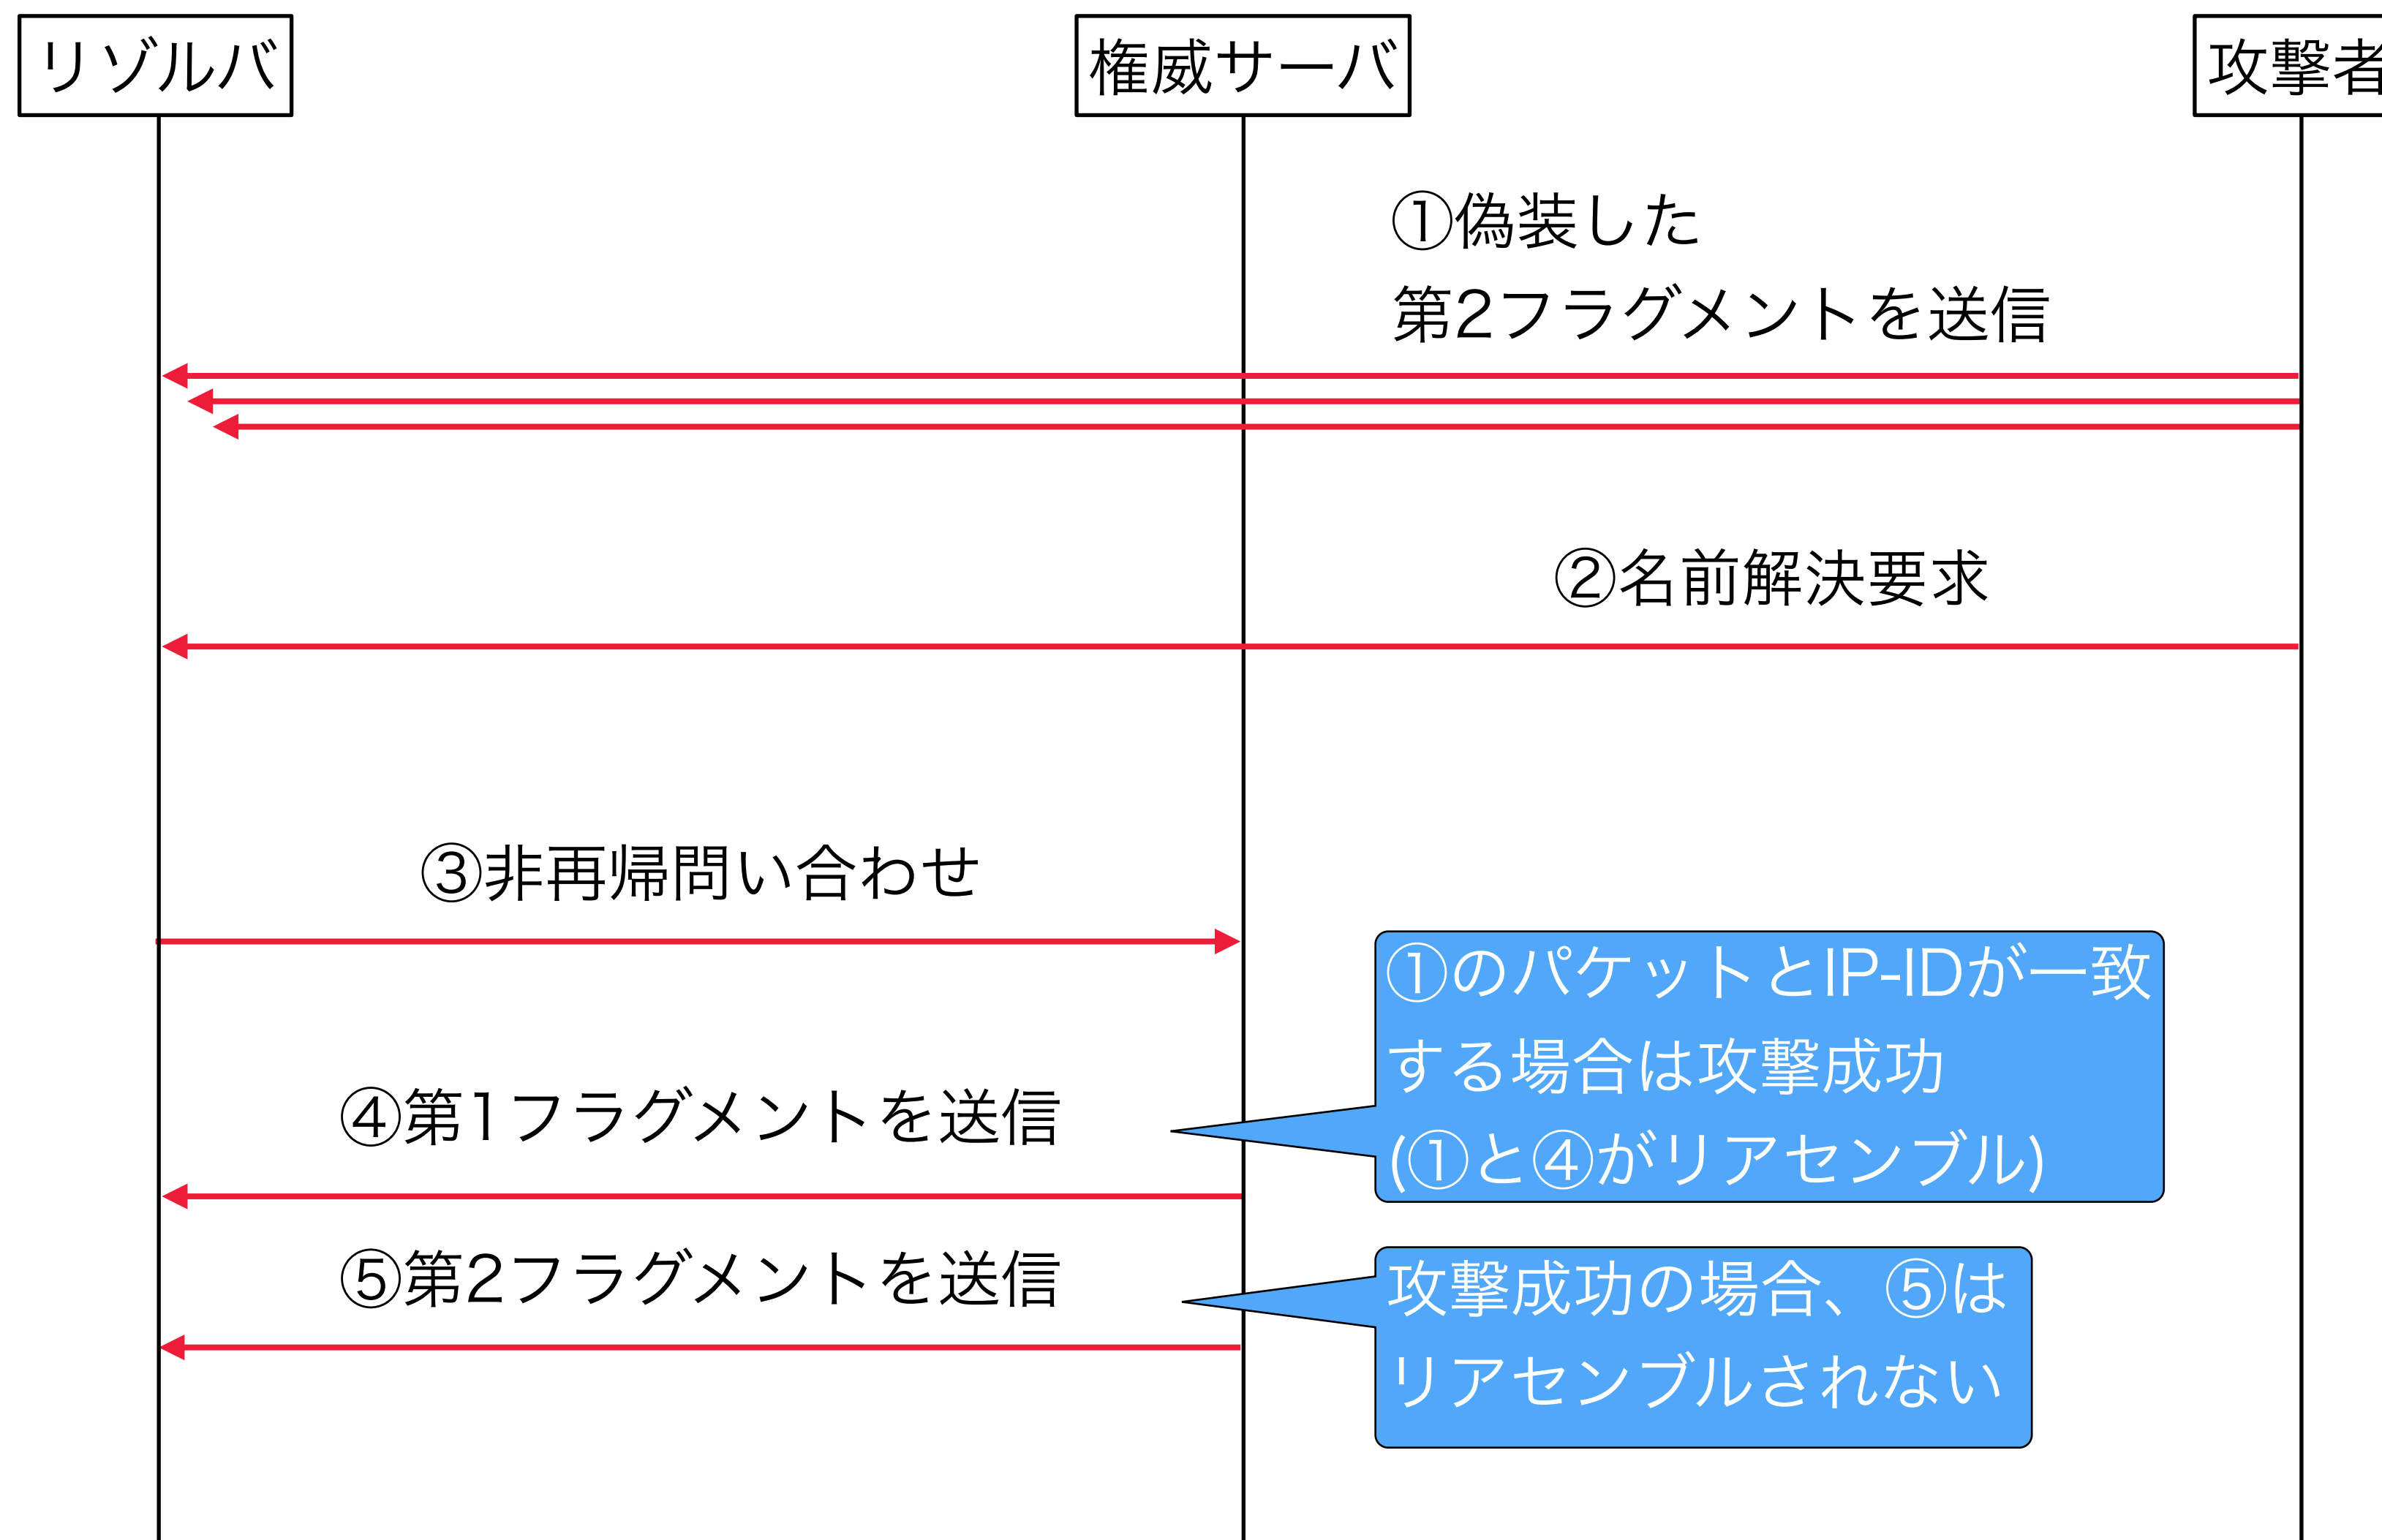 リゾルバ
権威サーバ
攻撃者
①偽装した
第2フラグメントを送信
②名前解決要求
③非再帰問い合わせ
①のパケットとIP-IDが一致
する場合は攻撃成功
(①と④がリアセンブル)
④第1フラグメントを送信
⑤第2フラグメントを送信
攻撃成功の場合、⑤は
リアセンブルされない